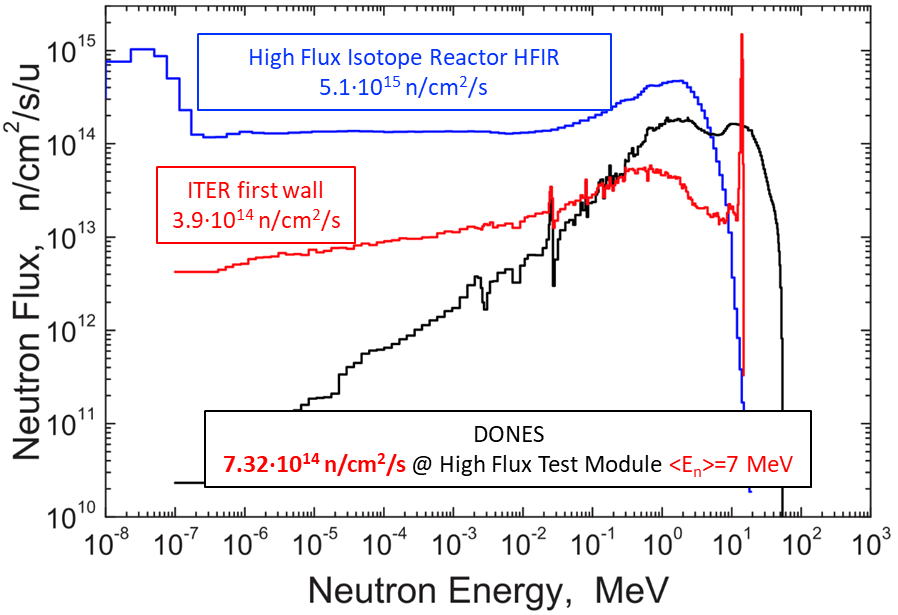 High Flux Isotope Reactor HFIR
5.1·10¹⁵ n/cm²/s
ITER first wall
3.9·10¹⁴ n/cm²/s
DONES
7.32·10¹⁴ n/cm²/s @ High Flux Test Module <Eₙ>=7 MeV
Neutron Flux, n/cm²/s/u
10¹⁵
10¹⁴
10¹³
10¹²
10¹¹
10¹⁰
10⁻⁸ 10⁻⁷ 10⁻⁶ 10⁻⁵ 10⁻⁴ 10⁻³ 10⁻² 10⁻¹ 10⁰ 10¹ 10² 10³
Neutron Energy, MeV